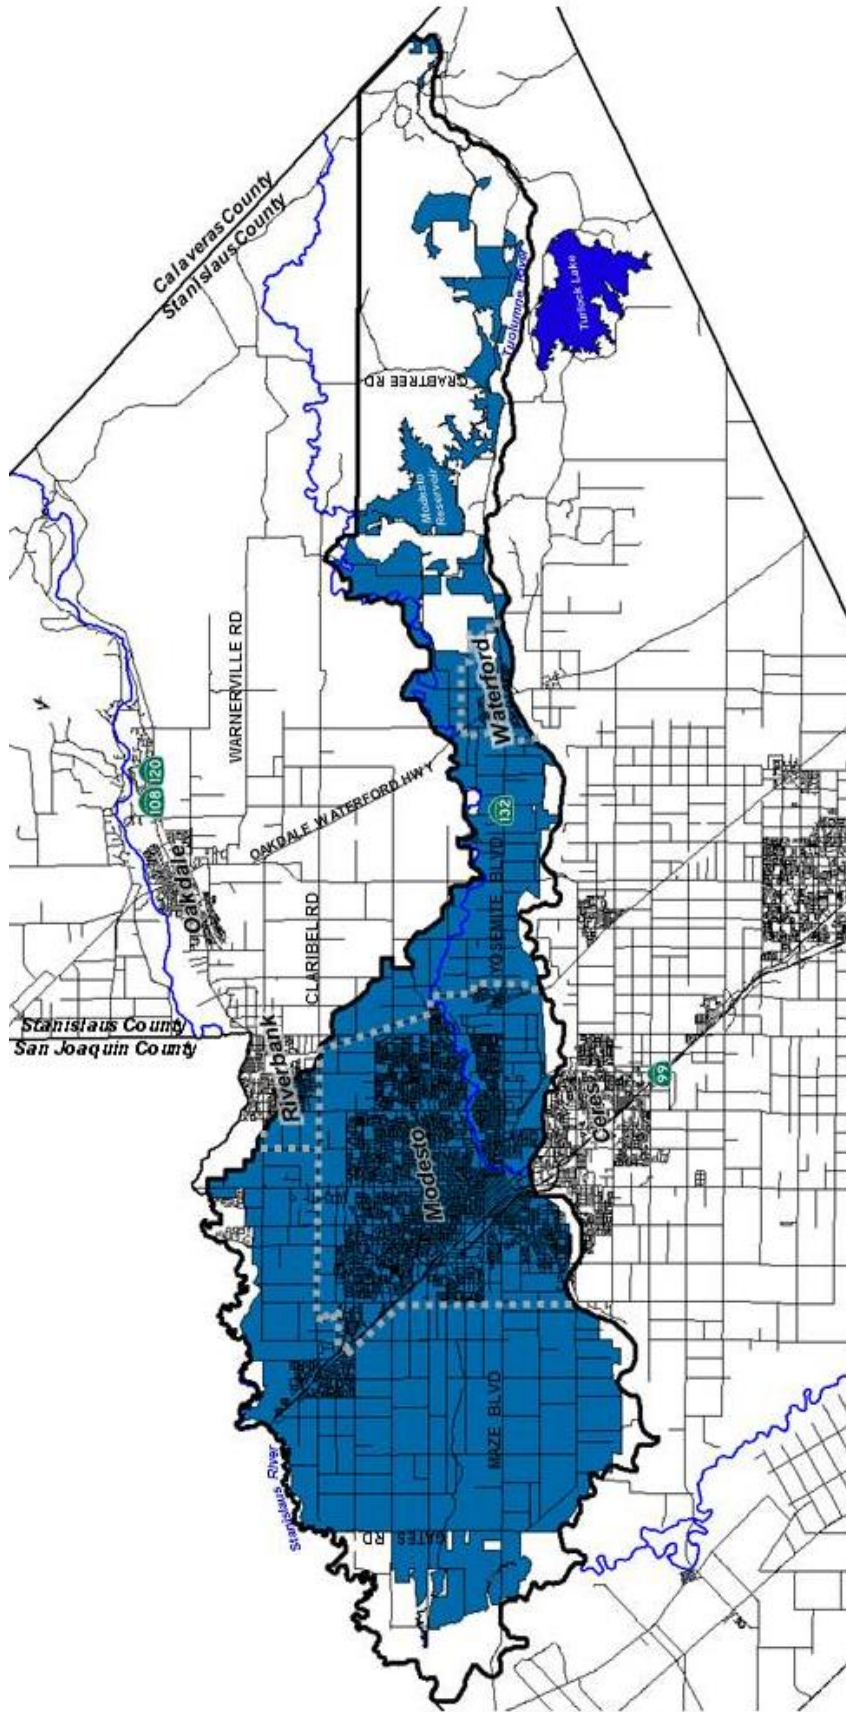 Calaveras County
Stanislaus County
Stanislaus County
San Joaquin County
108
120
Oakdale
WARNERVILLE RD
OAKDALE WATERFORD HWY
CLARIBEL RD
Riverbank
CRABTREE RD
Modesto
Reservoir
Tuolumne River
Turlock Lake
Waterford
132
YOSEMITE BLVD
Modesto
Ceres
99
Stanislaus River
MAZE BLVD
GATES RD